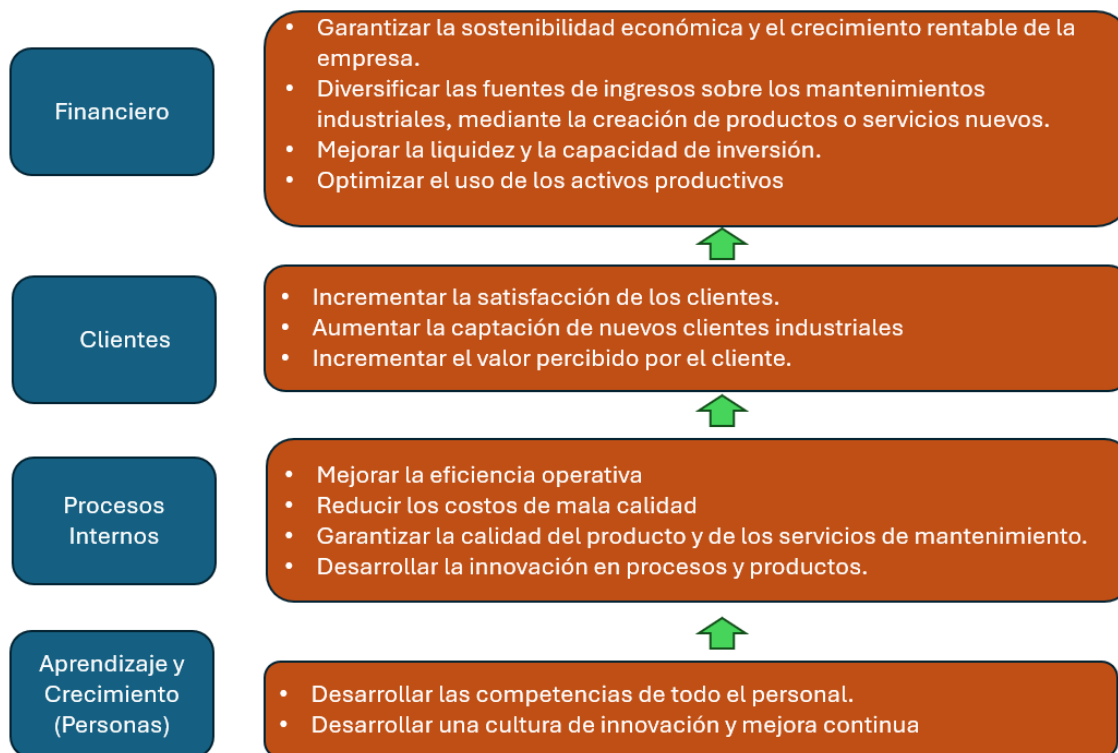 Financiero
• Garantizar la sostenibilidad económica y el crecimiento rentable de la
empresa.
• Diversificar las fuentes de ingresos sobre los mantenimientos
industriales, mediante la creación de productos o servicios nuevos.
• Mejorar la liquidez y la capacidad de inversión.
• Optimizar el uso de los activos productivos
Clientes
• Incrementar la satisfacción de los clientes.
• Aumentar la captación de nuevos clientes industriales
• Incrementar el valor percibido por el cliente.
Procesos
Internos
• Mejorar la eficiencia operativa
• Reducir los costos de mala calidad
• Garantizar la calidad del producto y de los servicios de mantenimiento.
• Desarrollar la innovación en procesos y productos.
Aprendizaje y
Crecimiento
(Personas)
• Desarrollar las competencias de todo el personal.
• Desarrollar una cultura de innovación y mejora continua